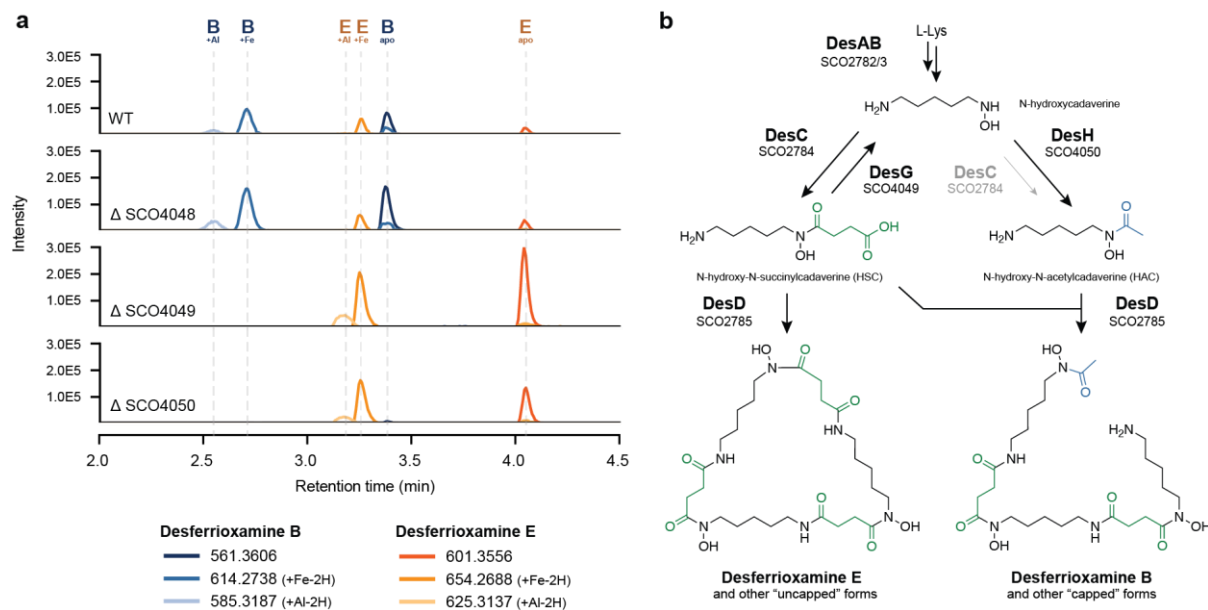 a
B
+Al
B
+Fe
E
+Al
E
+Fe
B
apo
E
apo
3.0E5
2.0E5
1.0E5
WT
3.0E5
2.0E5
1.0E5
Δ SCO4048
3.0E5
2.0E5
1.0E5
Δ SCO4049
3.0E5
2.0E5
1.0E5
Δ SCO4050
Intensity
2.0 2.5 3.0 3.5 4.0 4.5
Retention time (min)
Desferrioxamine B
561.3606
614.2738 (+Fe-2H)
585.3187 (+Al-2H)
Desferrioxamine E
601.3556
654.2688 (+Fe-2H)
625.3137 (+Al-2H)
b
L-Lys
DesAB
SCO2782/3
H2N
NH
OH
N-hydroxycadaverine
DesC
SCO2784
DesG
SCO4049
DesC
SCO2784
DesH
SCO4050
H2N
N
OH
O
OH
O
N-hydroxy-N-succinylcadaverine (HSC)
H2N
N
OH
O
N-hydroxy-N-acetylcadaverine (HAC)
DesD
SCO2785
DesD
SCO2785
HO
N
O
O
NH
NH
O
O
N
OH
N
H
O
O
N
OH
Desferrioxamine E
and other "uncapped" forms
HO
N
O
H2N
NH
O
O
N
OH
N
H
O
O
N
OH
Desferrioxamine B
and other "capped" forms